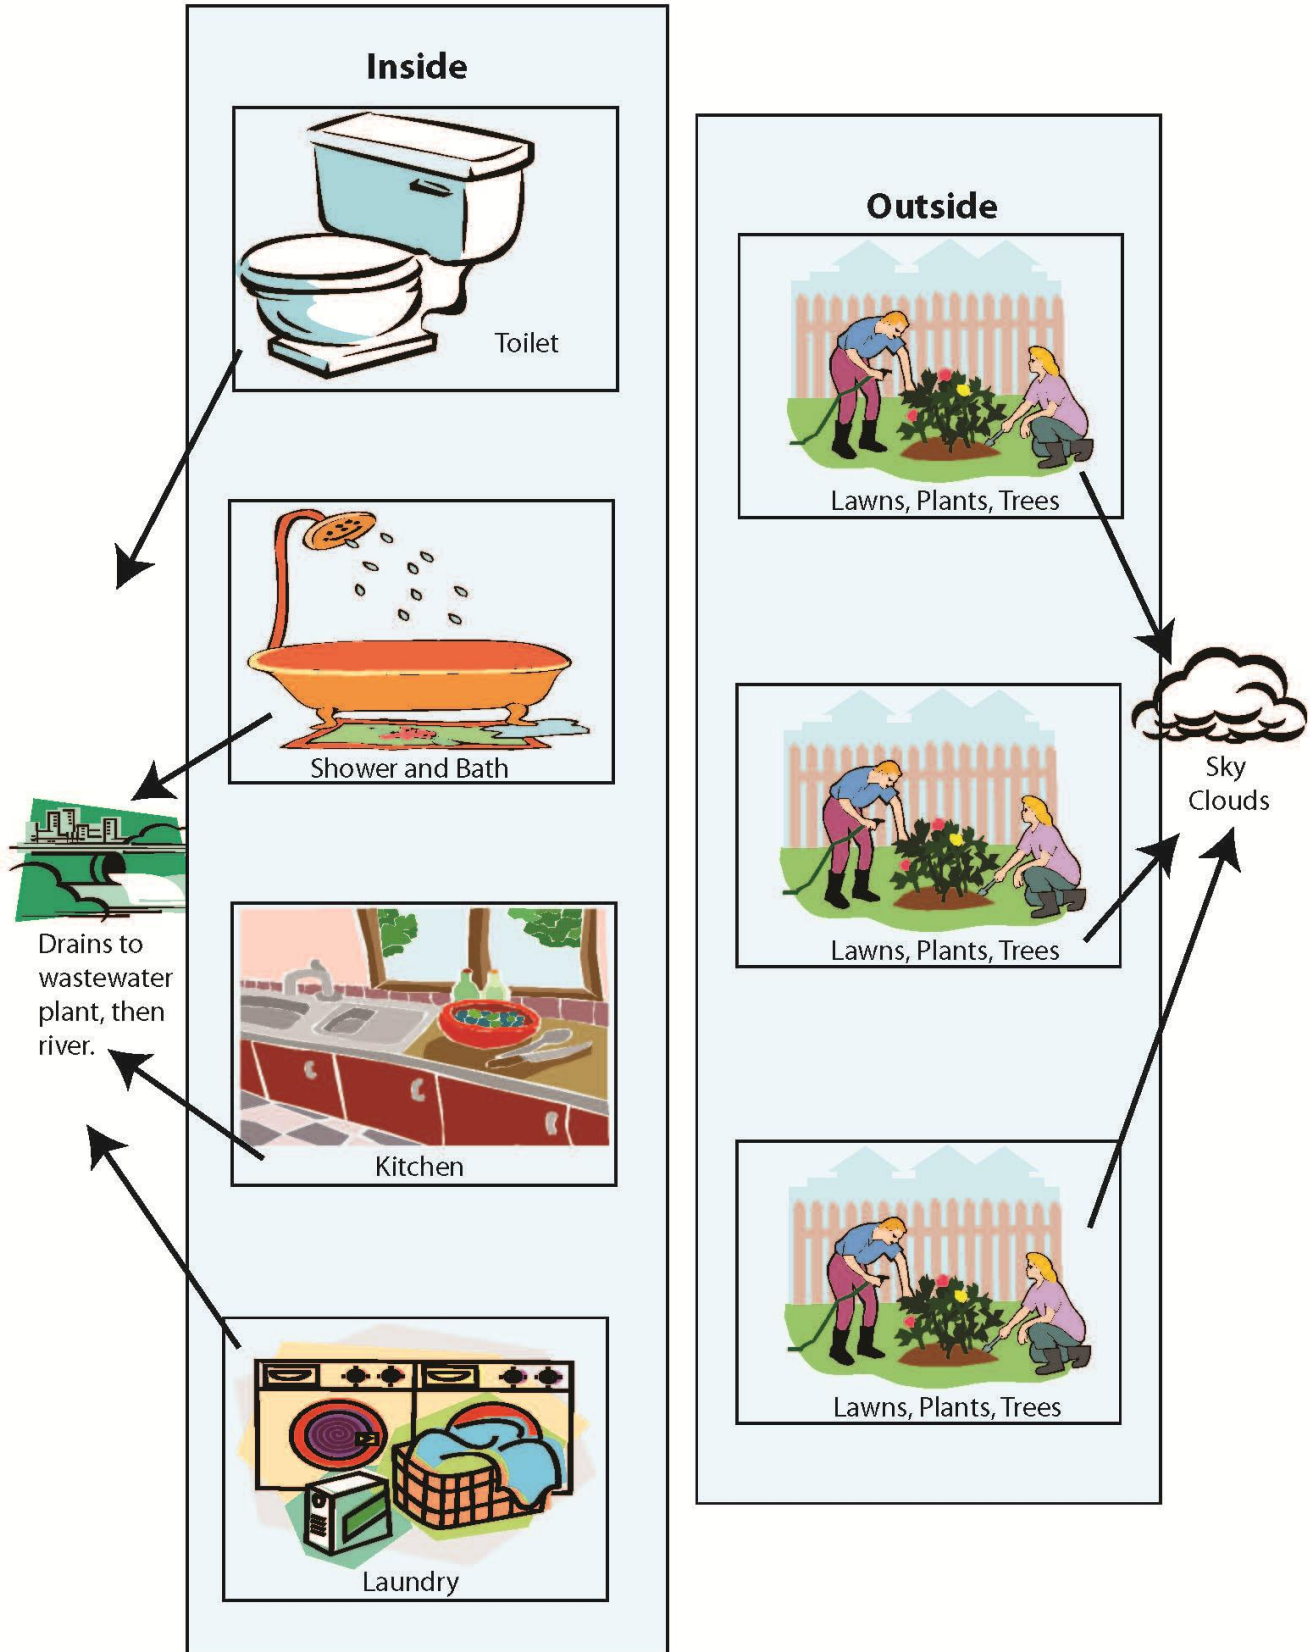 Inside
Toilet
Shower and Bath
Kitchen
Laundry
Drains to
wastewater
plant, then
river.
Outside
Lawns, Plants, Trees
Lawns, Plants, Trees
Lawns, Plants, Trees
Sky
Clouds